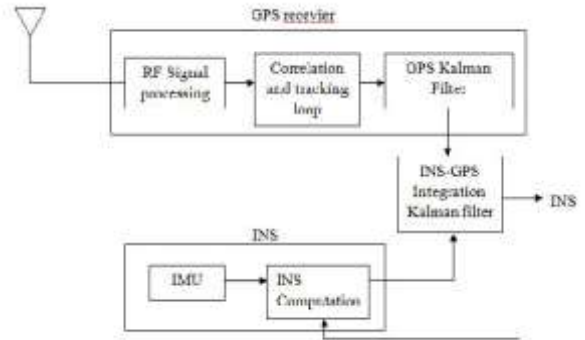 GPS recevier
RF Signal
processing
Correlation
and tracking
loop
GPS Kalman
Filter
INS-GPS
Integration
Kalman filter
INS
INS
IMU
INS
Computation